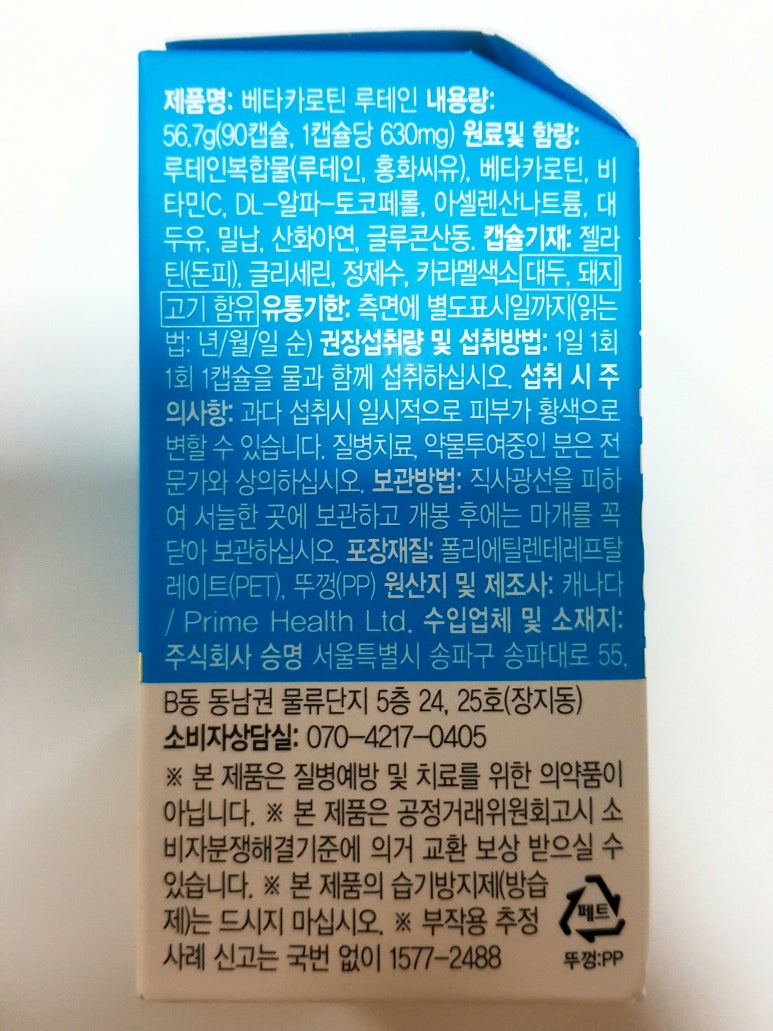 제품명: 베타카로틴 루테인 내용량:
56.7g(90캡슐, 1캡슐당 630mg) 원료및 함량:
루테인복합물(루테인, 홍화씨유), 베타카로틴, 비
타민C, DL-알파-토코페롤, 아셀렌산나트륨, 대
두유, 밀납, 산화아연, 글루콘산동. 캡슐기재: 젤라
틴(돈피), 글리세린, 정제수, 카라멜색소 대두, 돼지
고기 함유 유통기한: 측면에 별도표시일까지(읽는
법: 년/월/일 순) 권장섭취량 및 섭취방법: 1일 1회
1회 1캡슐을 물과 함께 섭취하십시오. 섭취 시 주
의사항: 과다 섭취시 일시적으로 피부가 황색으로
변할 수 있습니다. 질병치료, 약물투여중인 분은 전
문가와 상의하십시오. 보관방법: 직사광선을 피하
여 서늘한 곳에 보관하고 개봉 후에는 마개를 꼭
닫아 보관하십시오. 포장재질: 폴리에틸렌테레프탈
레이트(PET), 뚜껑(PP) 원산지 및 제조사: 캐나다
/ Prime Health Ltd. 수입업체 및 소재지:
주식회사 승명 서울특별시 송파구 송파대로 55,
B동 동남권 물류단지 5층 24, 25호(장지동)
소비자상담실: 070-4217-0405
※ 본 제품은 질병예방 및 치료를 위한 의약품이
아닙니다. ※ 본 제품은 공정거래위원회고시 소
비자분쟁해결기준에 의거 교환 보상 받으실 수
있습니다. ※ 본 제품의 습기방지제(방습
제)는 드시지 마십시오. ※ 부작용 추정
사례 신고는 국번 없이 1577-2488
페트
뚜껑:PP